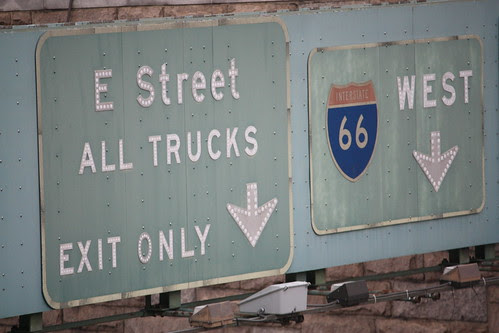 E Street
ALL TRUCKS
EXIT ONLY
INTERSTATE
66
WEST